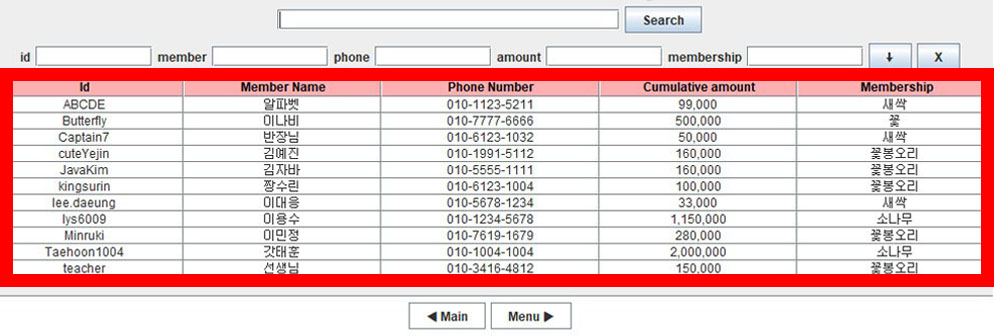 Search
id member phone amount membership ↓ X
Id Member Name Phone Number Cumulative amount Membership
ABCDE 알파벳 010-1123-5211 99,000 새싹
Butterfly 이나비 010-7777-6666 500,000 꽃
Captain7 반장님 010-6123-1032 50,000 새싹
cuteYejin 김예진 010-1991-5112 160,000 꽃봉오리
JavaKim 김자바 010-5555-1111 160,000 꽃봉오리
kingsurin 짱수린 010-6123-1004 100,000 꽃봉오리
lee.daeung 이대웅 010-5678-1234 33,000 새싹
lys6009 이용수 010-1234-5678 1,150,000 소나무
Minruki 이민정 010-7619-1679 280,000 꽃봉오리
Taehoon1004 갓태훈 010-1004-1004 2,000,000 소나무
teacher 선생님 010-3416-4812 150,000 꽃봉오리
◀ Main Menu ▶